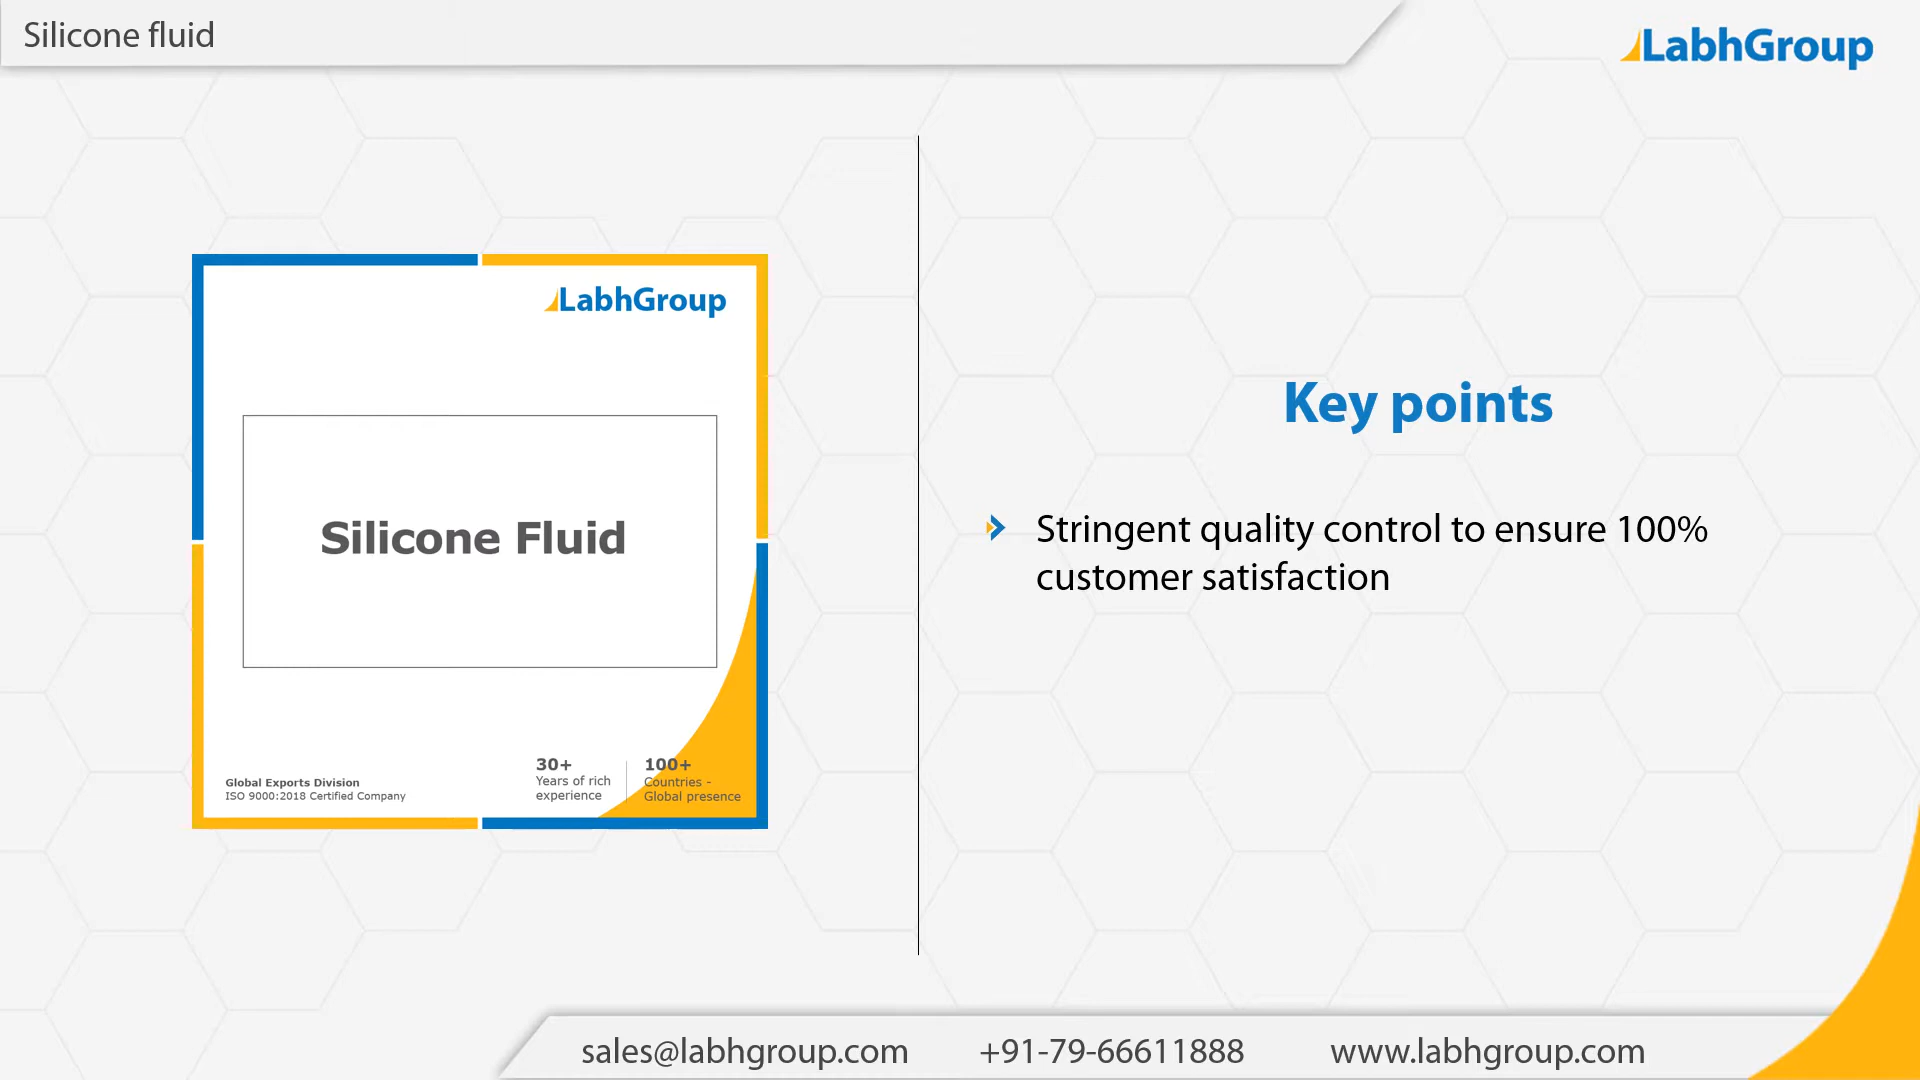 Silicone fluid
LabhGroup
LabhGroup
Silicone Fluid
Global Exports Division
ISO 9000:2018 Certified Company
30+
Years of rich
experience
100+
Countries -
Global presence
Key points
Stringent quality control to ensure 100%
customer satisfaction
sales@labhgroup.com
+91-79-66611888
www.labhgroup.com